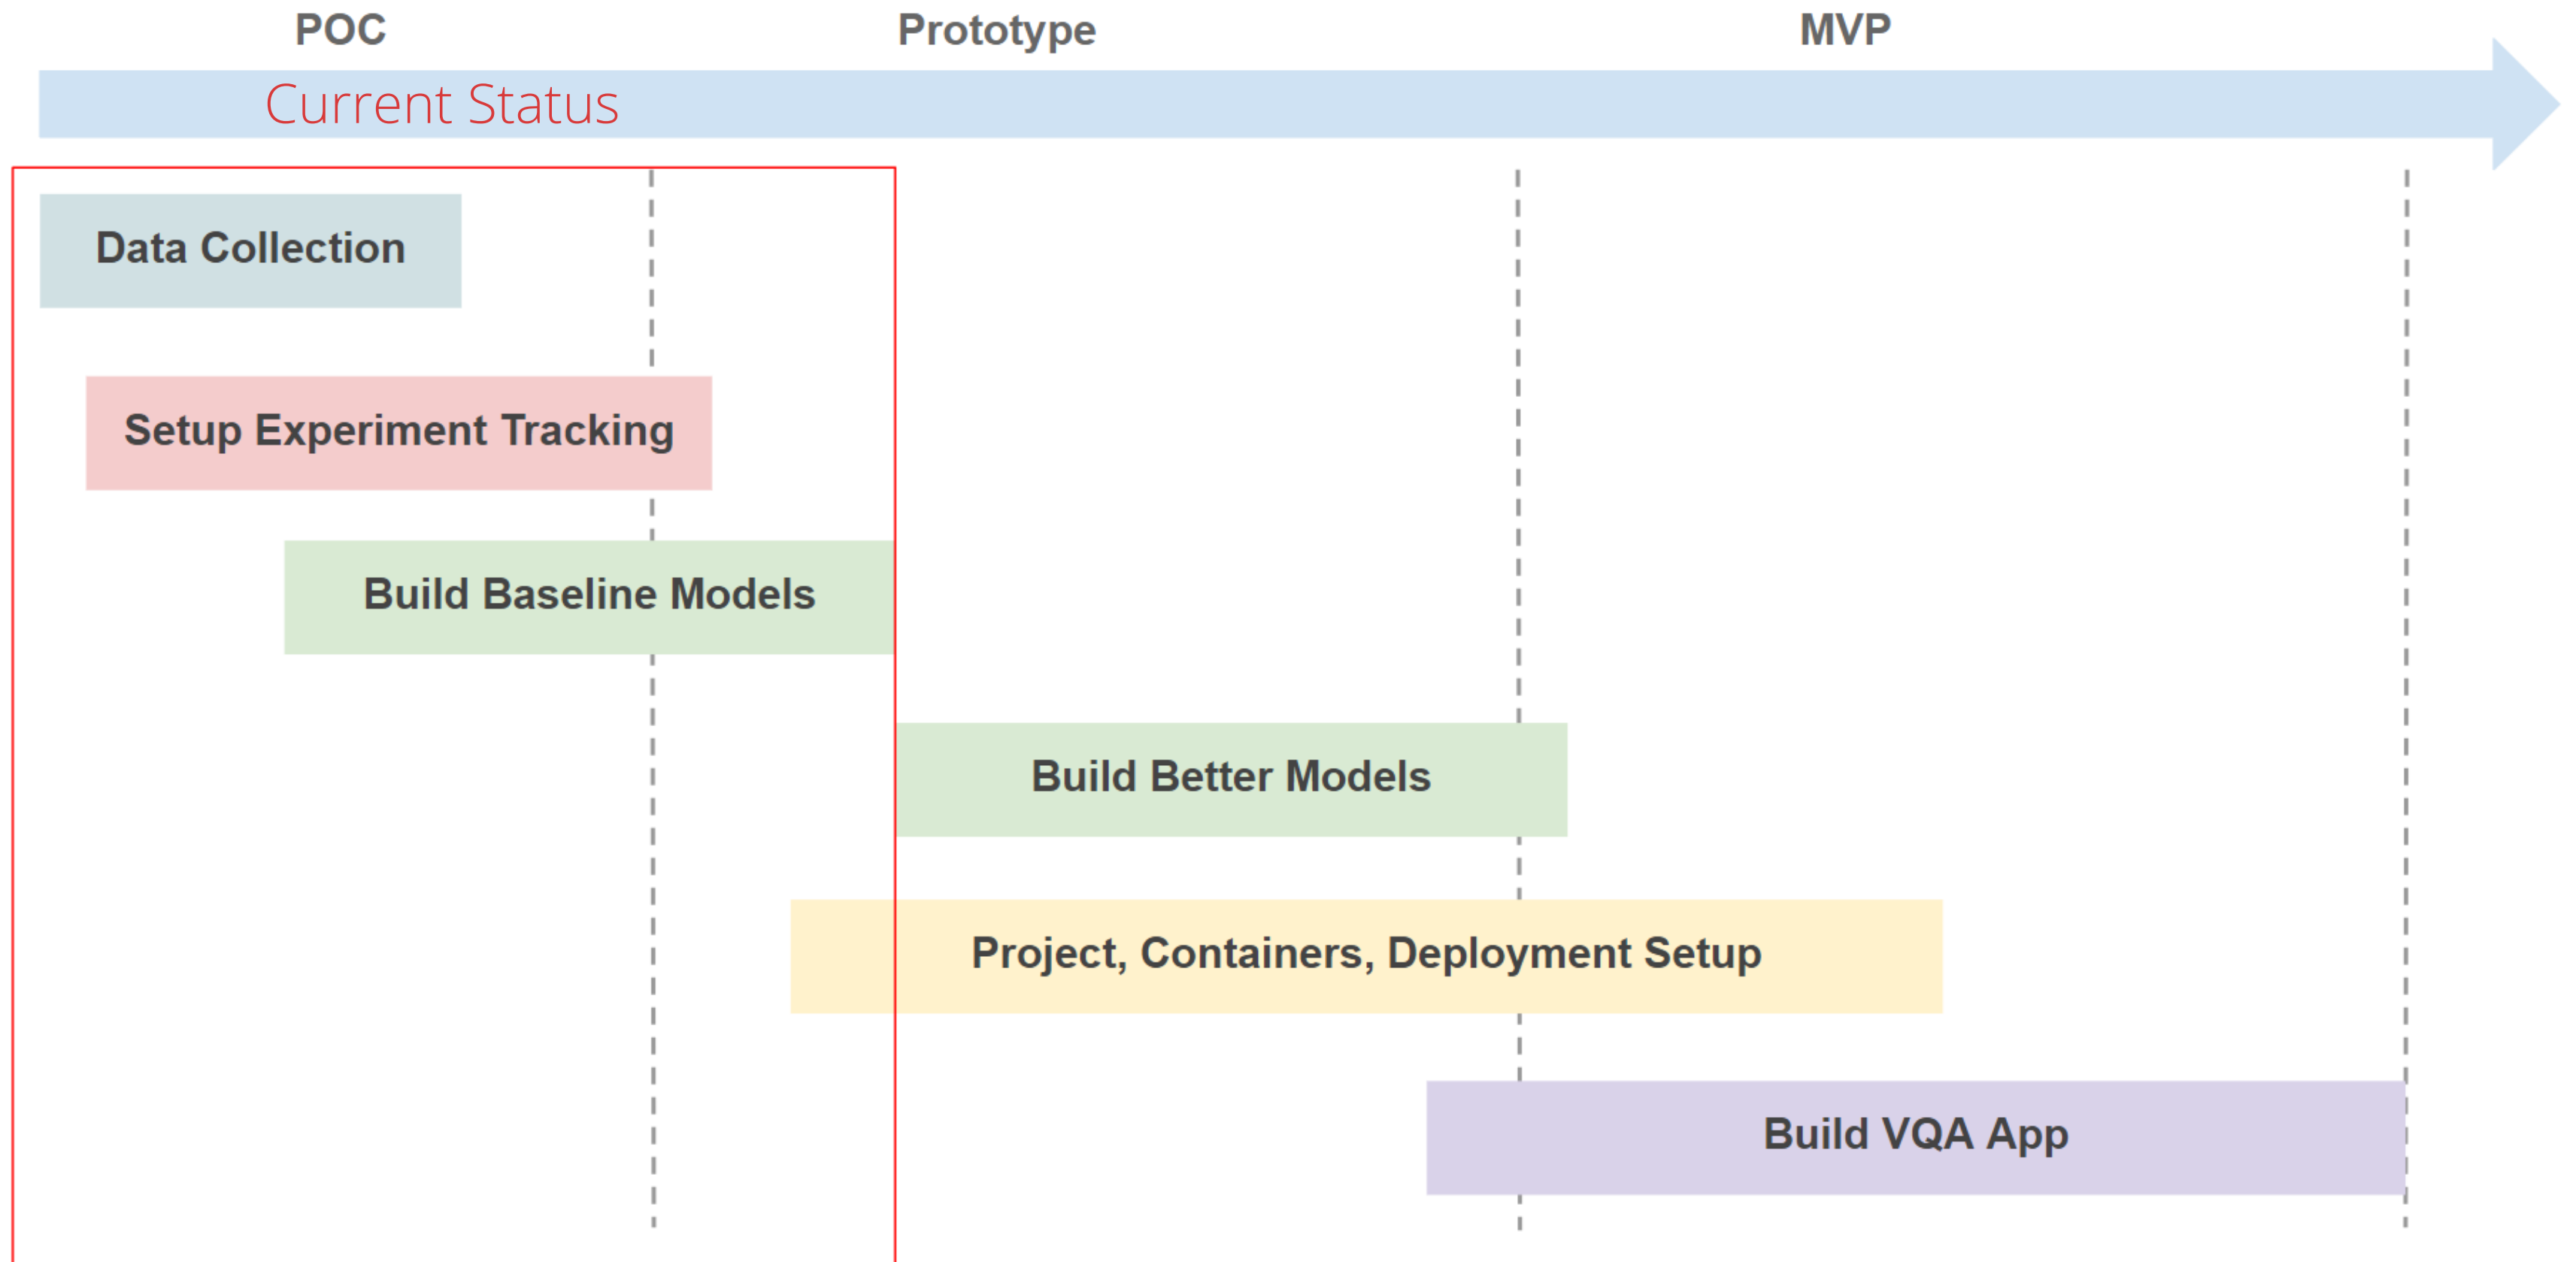 POC
Prototype
MVP
Current Status
Data Collection
Setup Experiment Tracking
Build Baseline Models
Build Better Models
Project, Containers, Deployment Setup
Build VQA App